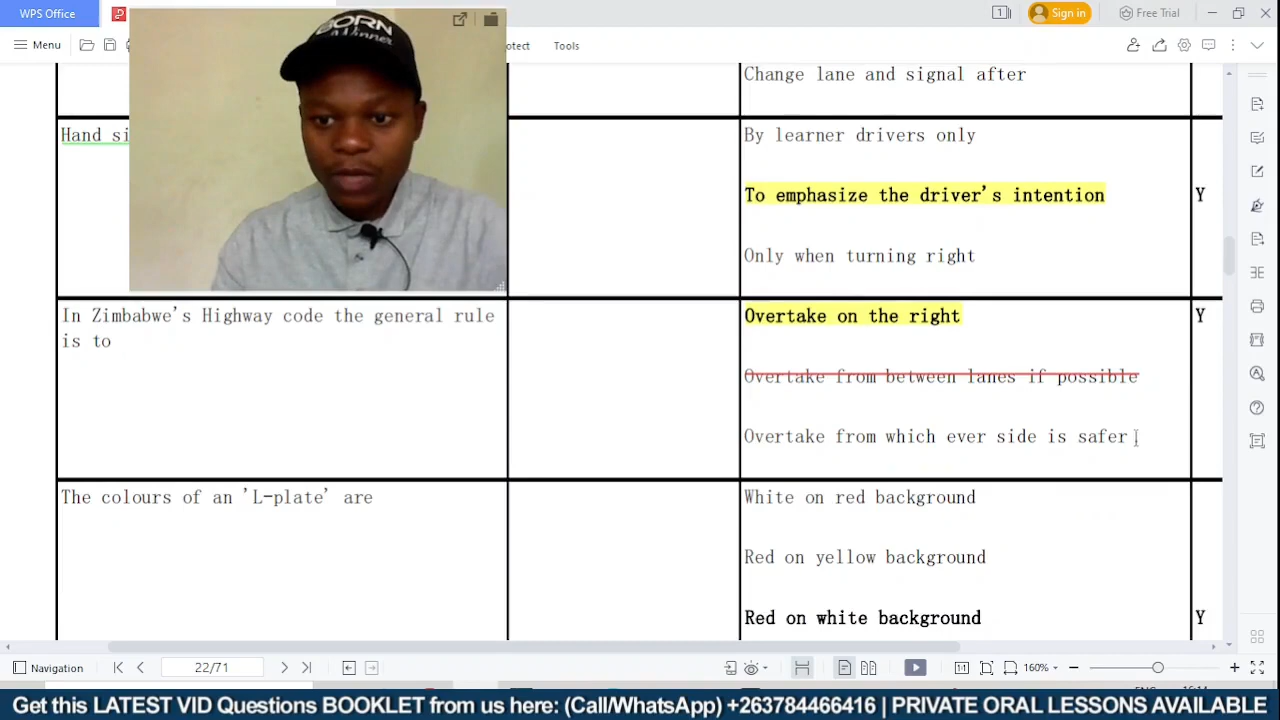 WPS Office
Sign in
Free Trial
Menu
otect
Tools
BORN
a Winner
Change lane and signal after
Hand si
By learner drivers only
To emphasize the driver's intention
Y
Only when turning right
In Zimbabwe's Highway code the general rule
is to
Overtake on the right
Y
Overtake from between lanes if possible
Overtake from which ever side is safer
The colours of an 'L-plate' are
White on red background
Red on yellow background
Red on white background
Y
Navigation
22/71
160%
Get this LATEST VID Questions BOOKLET from us here: (Call/WhatsApp) +263784466416 | PRIVATE ORAL LESSONS AVAILABLE